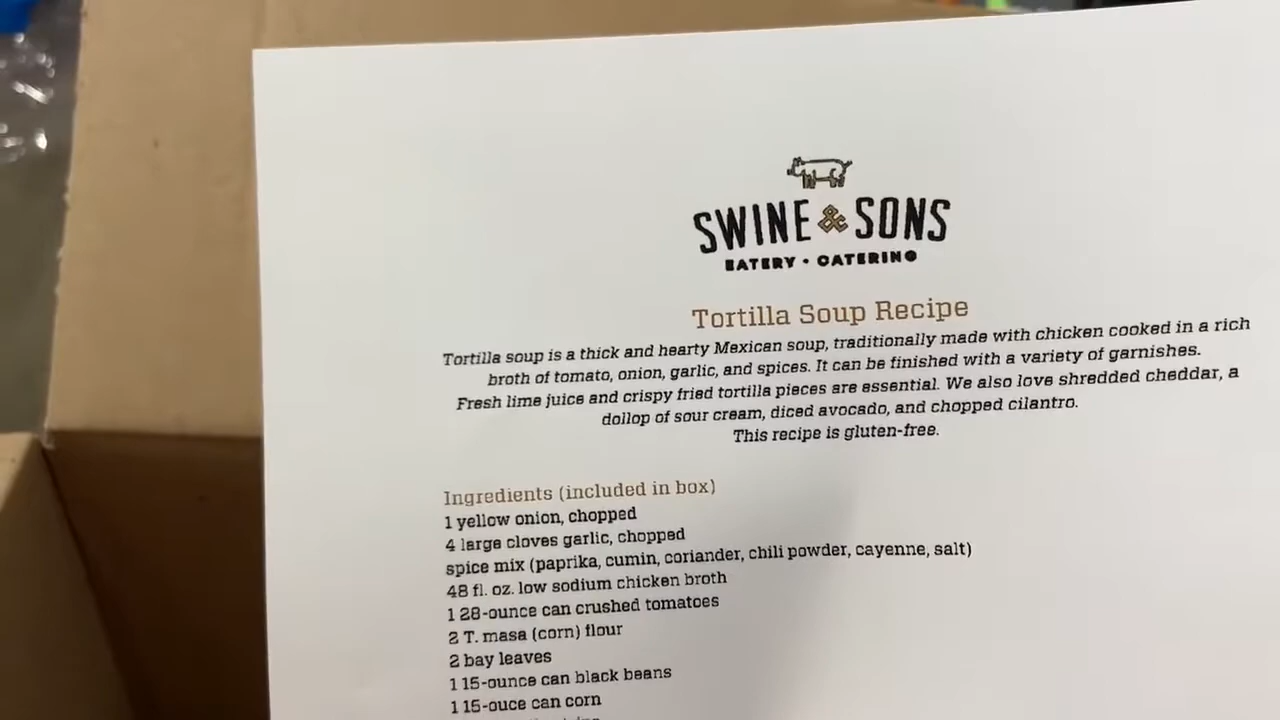 SWINE & SONS
EATERY • CATERING
Tortilla Soup Recipe
Tortilla soup is a thick and hearty Mexican soup, traditionally made with chicken cooked in a rich
broth of tomato, onion, garlic, and spices. It can be finished with a variety of garnishes.
Fresh lime juice and crispy fried tortilla pieces are essential. We also love shredded cheddar, a
dollop of sour cream, diced avocado, and chopped cilantro.
This recipe is gluten-free.
Ingredients (included in box)
1 yellow onion, chopped
4 large cloves garlic, chopped
spice mix (paprika, cumin, coriander, chili powder, cayenne, salt)
48 fl. oz. low sodium chicken broth
1 28-ounce can crushed tomatoes
2 T. masa (corn) flour
2 bay leaves
1 15-ounce can black beans
1 15-ouce can corn